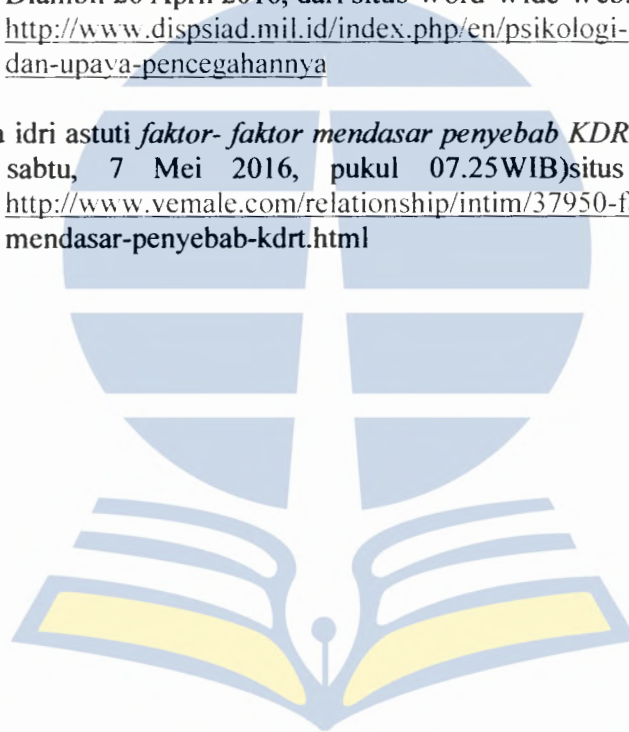 Diambil 26 April 2016, dari situs word wide web.
http://www.dispsiad.mil.id/index.php/en/psikologi-
dan-upaya-pencegahannya
idri astuti faktor- faktor mendasar penyebab KDR
sabtu, 7 Mei 2016, pukul 07.25WIB)situs
http://www.vemale.com/relationship/intim/37950-f
mendasar-penyebab-kdrt.html